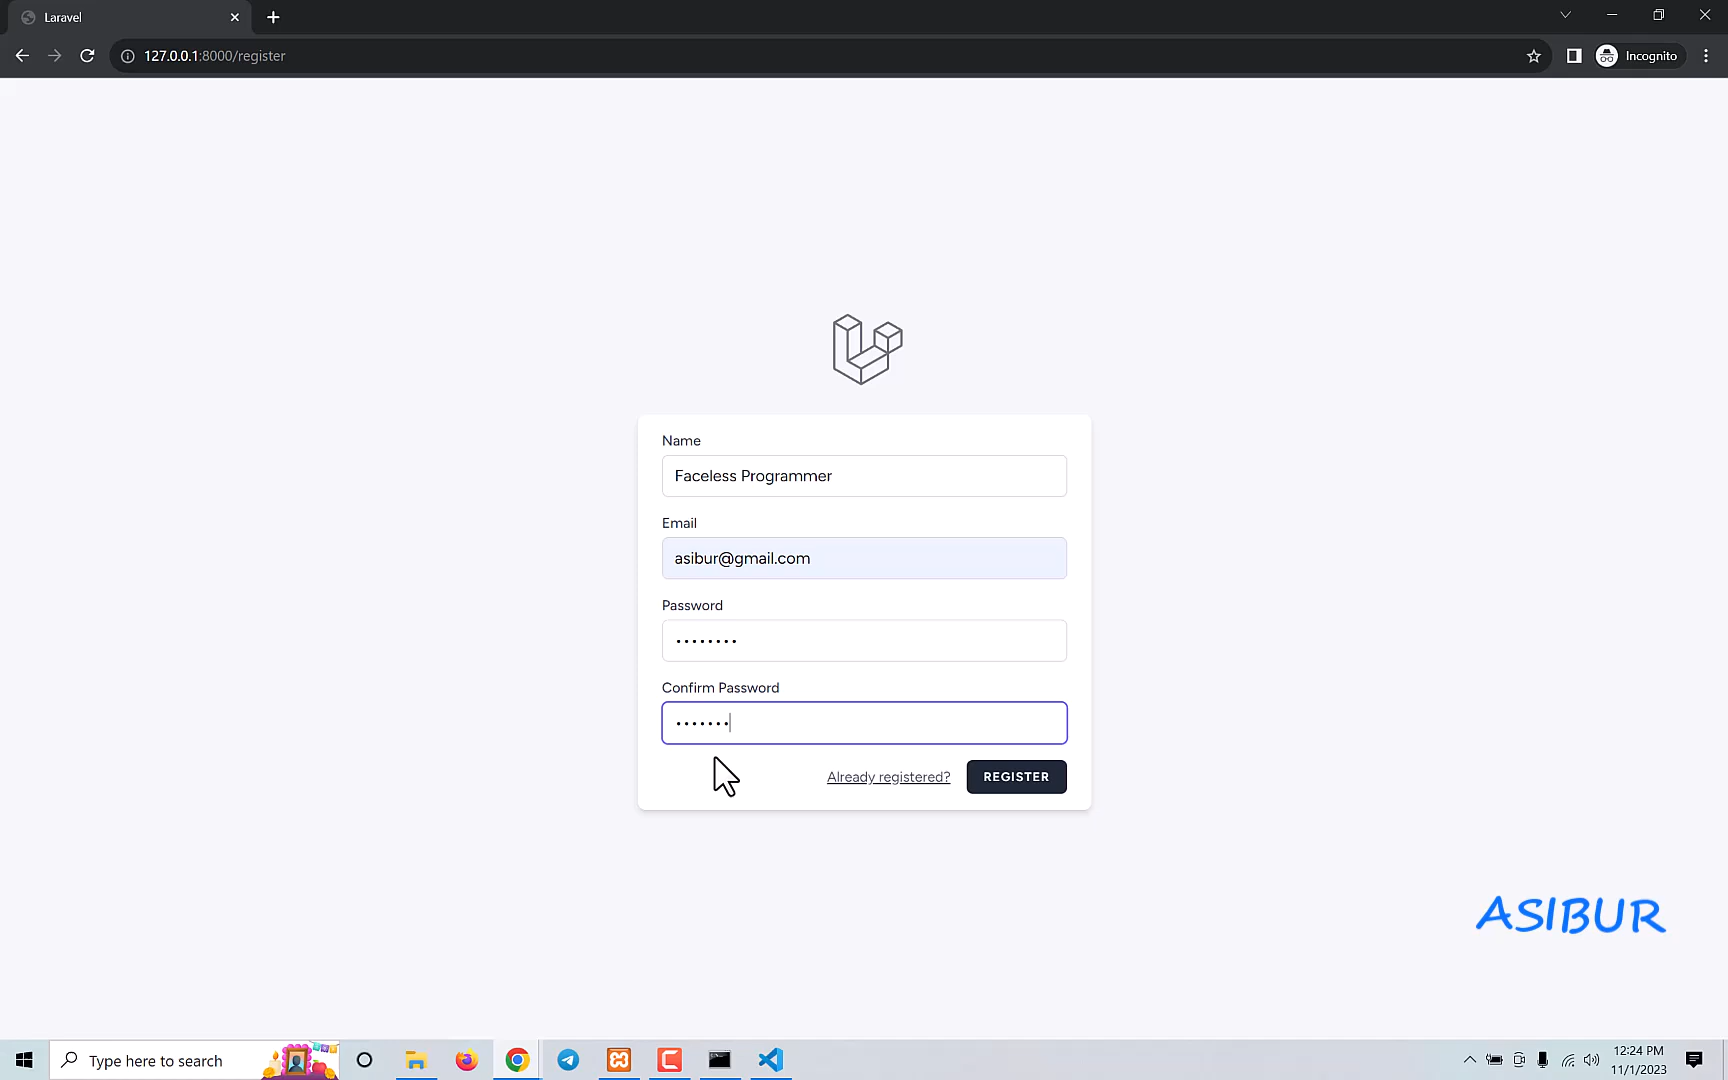 Laravel
127.0.0.1:8000/register
Incognito
Name
Faceless Programmer
Email
asibur@gmail.com
Password
••••••••
Confirm Password
•••••••
Already registered?
REGISTER
ASIBUR
Type here to search
12:24 PM
11/1/2023